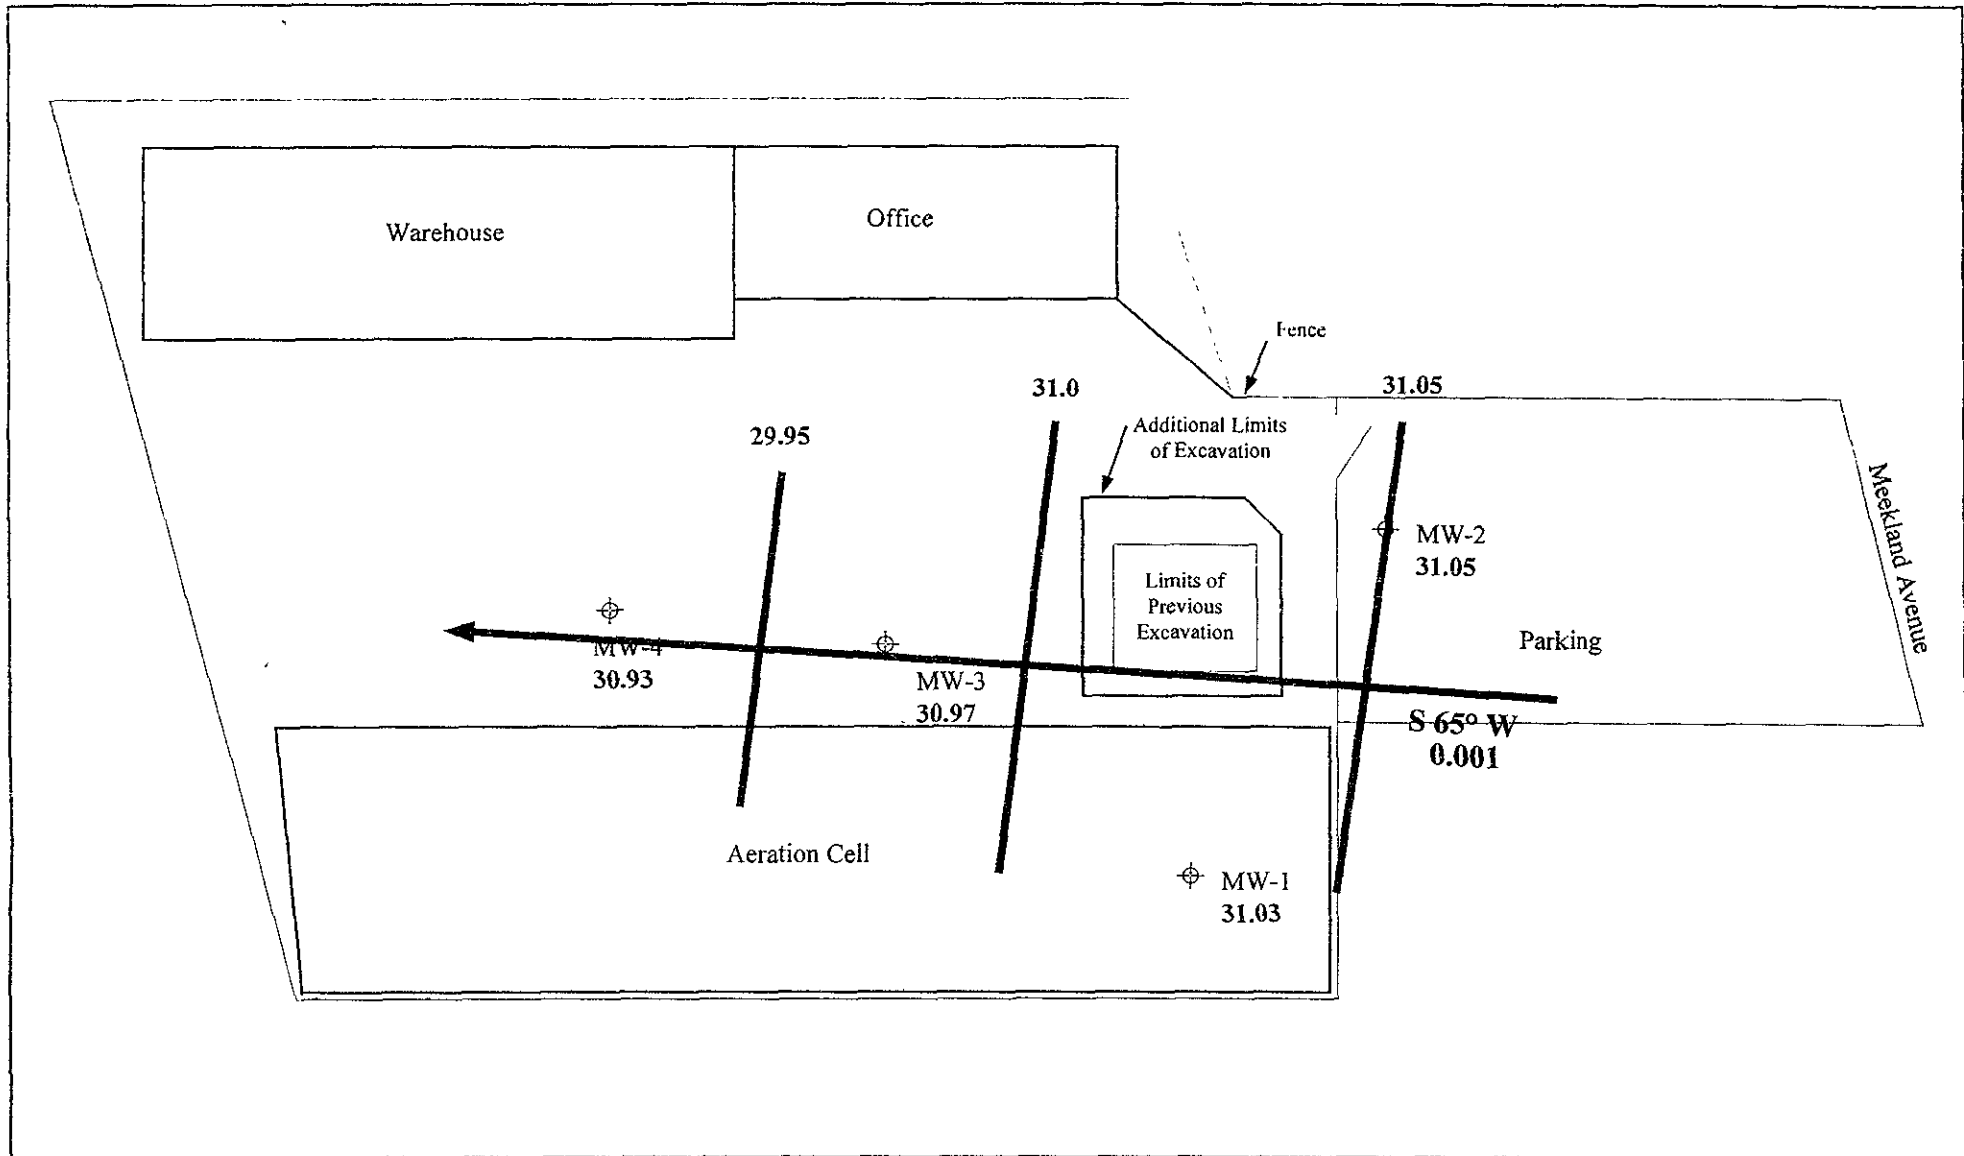 Warehouse
Office
Fence
31.05
31.0
Additional Limits
of Excavation
29.95
Meekland Avenue
MW-2
31.05
Limits of
Previous
Excavation
Parking
MW-4
30.93
MW-3
30.97
S 65° W
0.001
Aeration Cell
MW-1
31.03